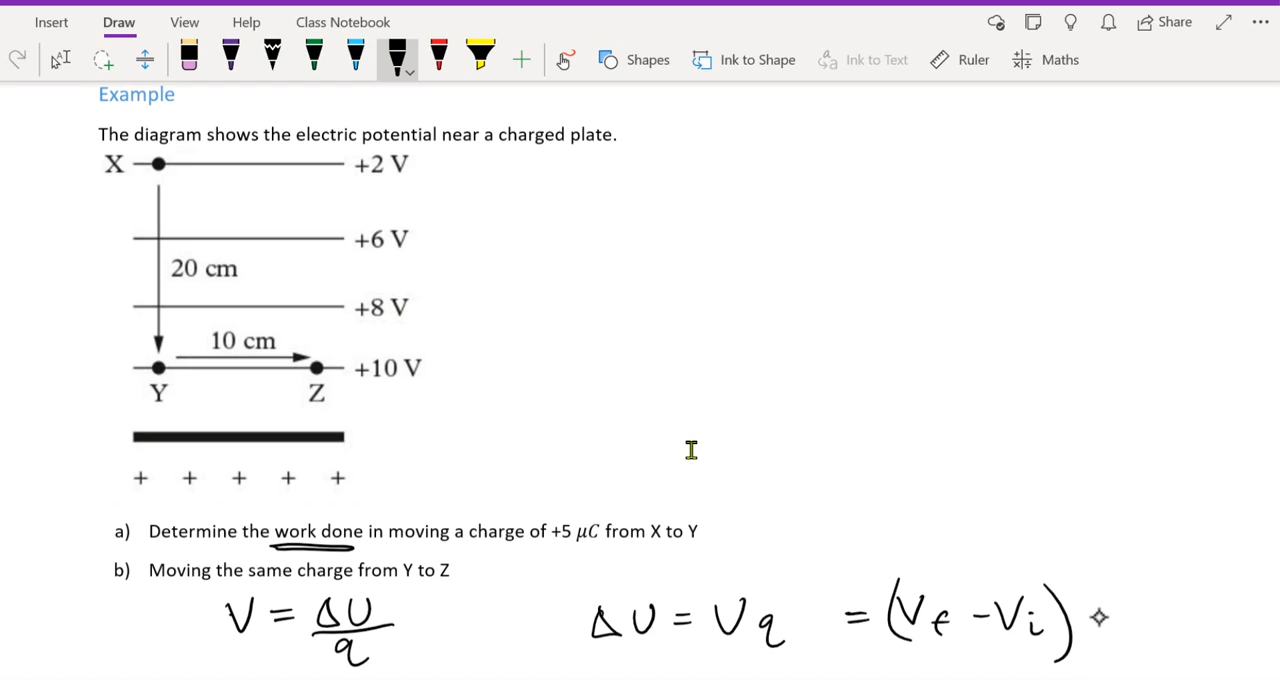 Insert Draw View Help Class Notebook Share
Shapes Ink to Shape Ink to Text Ruler Maths
Example
The diagram shows the electric potential near a charged plate.
X +2 V
+6 V
20 cm
+8 V
10 cm
+10 V
Y Z
+ + + + +
a) Determine the work done in moving a charge of +5 μC from X to Y
b) Moving the same charge from Y to Z
V = ΔU/q ΔU = Vq = (Vf - Vi)